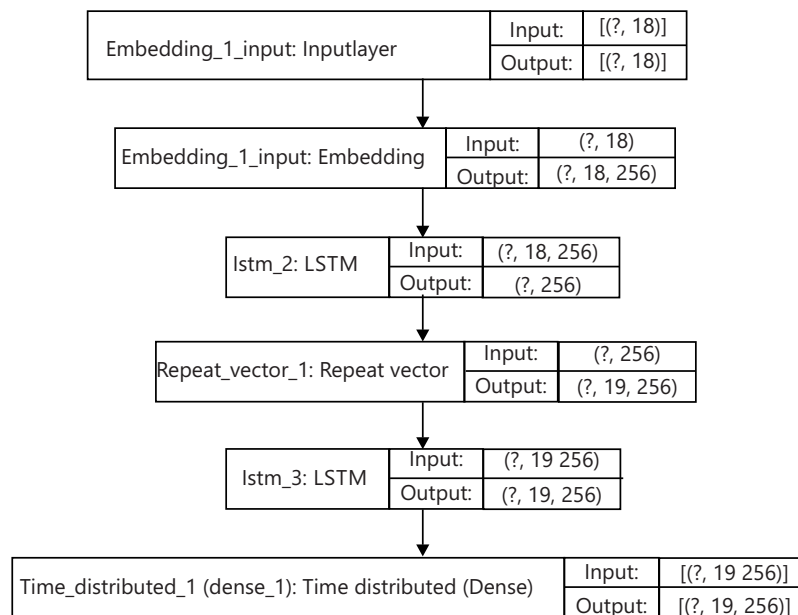 Embedding_1_input: Inputlayer
Input: [(?, 18)]
Output: [(?, 18)]
Embedding_1_input: Embedding
Input: (?, 18)
Output: (?, 18, 256)
lstm_2: LSTM
Input: (?, 18, 256)
Output: (?, 256)
Repeat_vector_1: Repeat vector
Input: (?, 256)
Output: (?, 19, 256)
lstm_3: LSTM
Input: (?, 19 256)
Output: (?, 19, 256)
Time_distributed_1 (dense_1): Time distributed (Dense)
Input: [(?, 19 256)]
Output: [(?, 19, 256)]